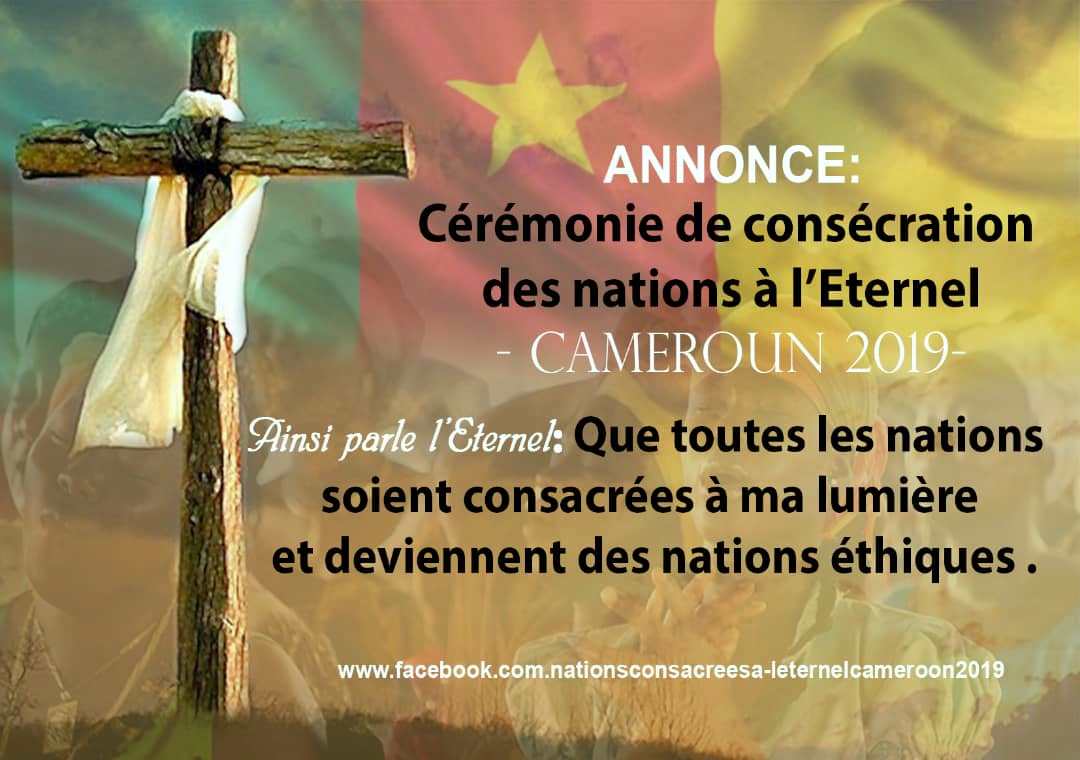 ANNONCE:
Cérémonie de consécration
des nations à l'Eternel
- CAMEROUN 2019-
Ainsi parle l'Eternel: Que toutes les nations
soient consacrées à ma lumière
et deviennent des nations éthiques .
www.facebook.com.nationsconsacreesa-leternelcameroon2019